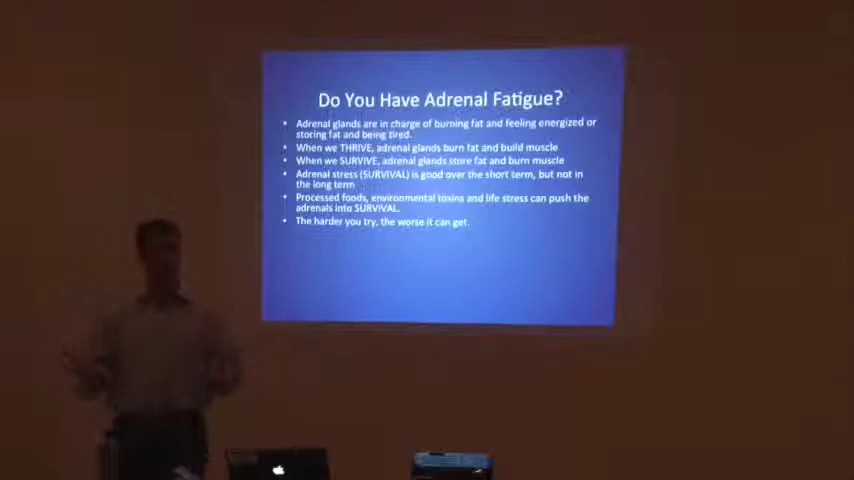 Do You Have Adrenal Fatigue?
• Adrenal glands are in charge of burning fat and feeling energized or
storing fat and being tired.
• When we THRIVE, adrenal glands burn fat and build muscle
• When we SURVIVE, adrenal glands store fat and burn muscle
• Adrenal stress (SURVIVAL) is good over the short term, but not in
the long term
• Processed foods, environmental toxins and life stress can push the
adrenals into SURVIVAL.
• The harder you try, the worse it can get.